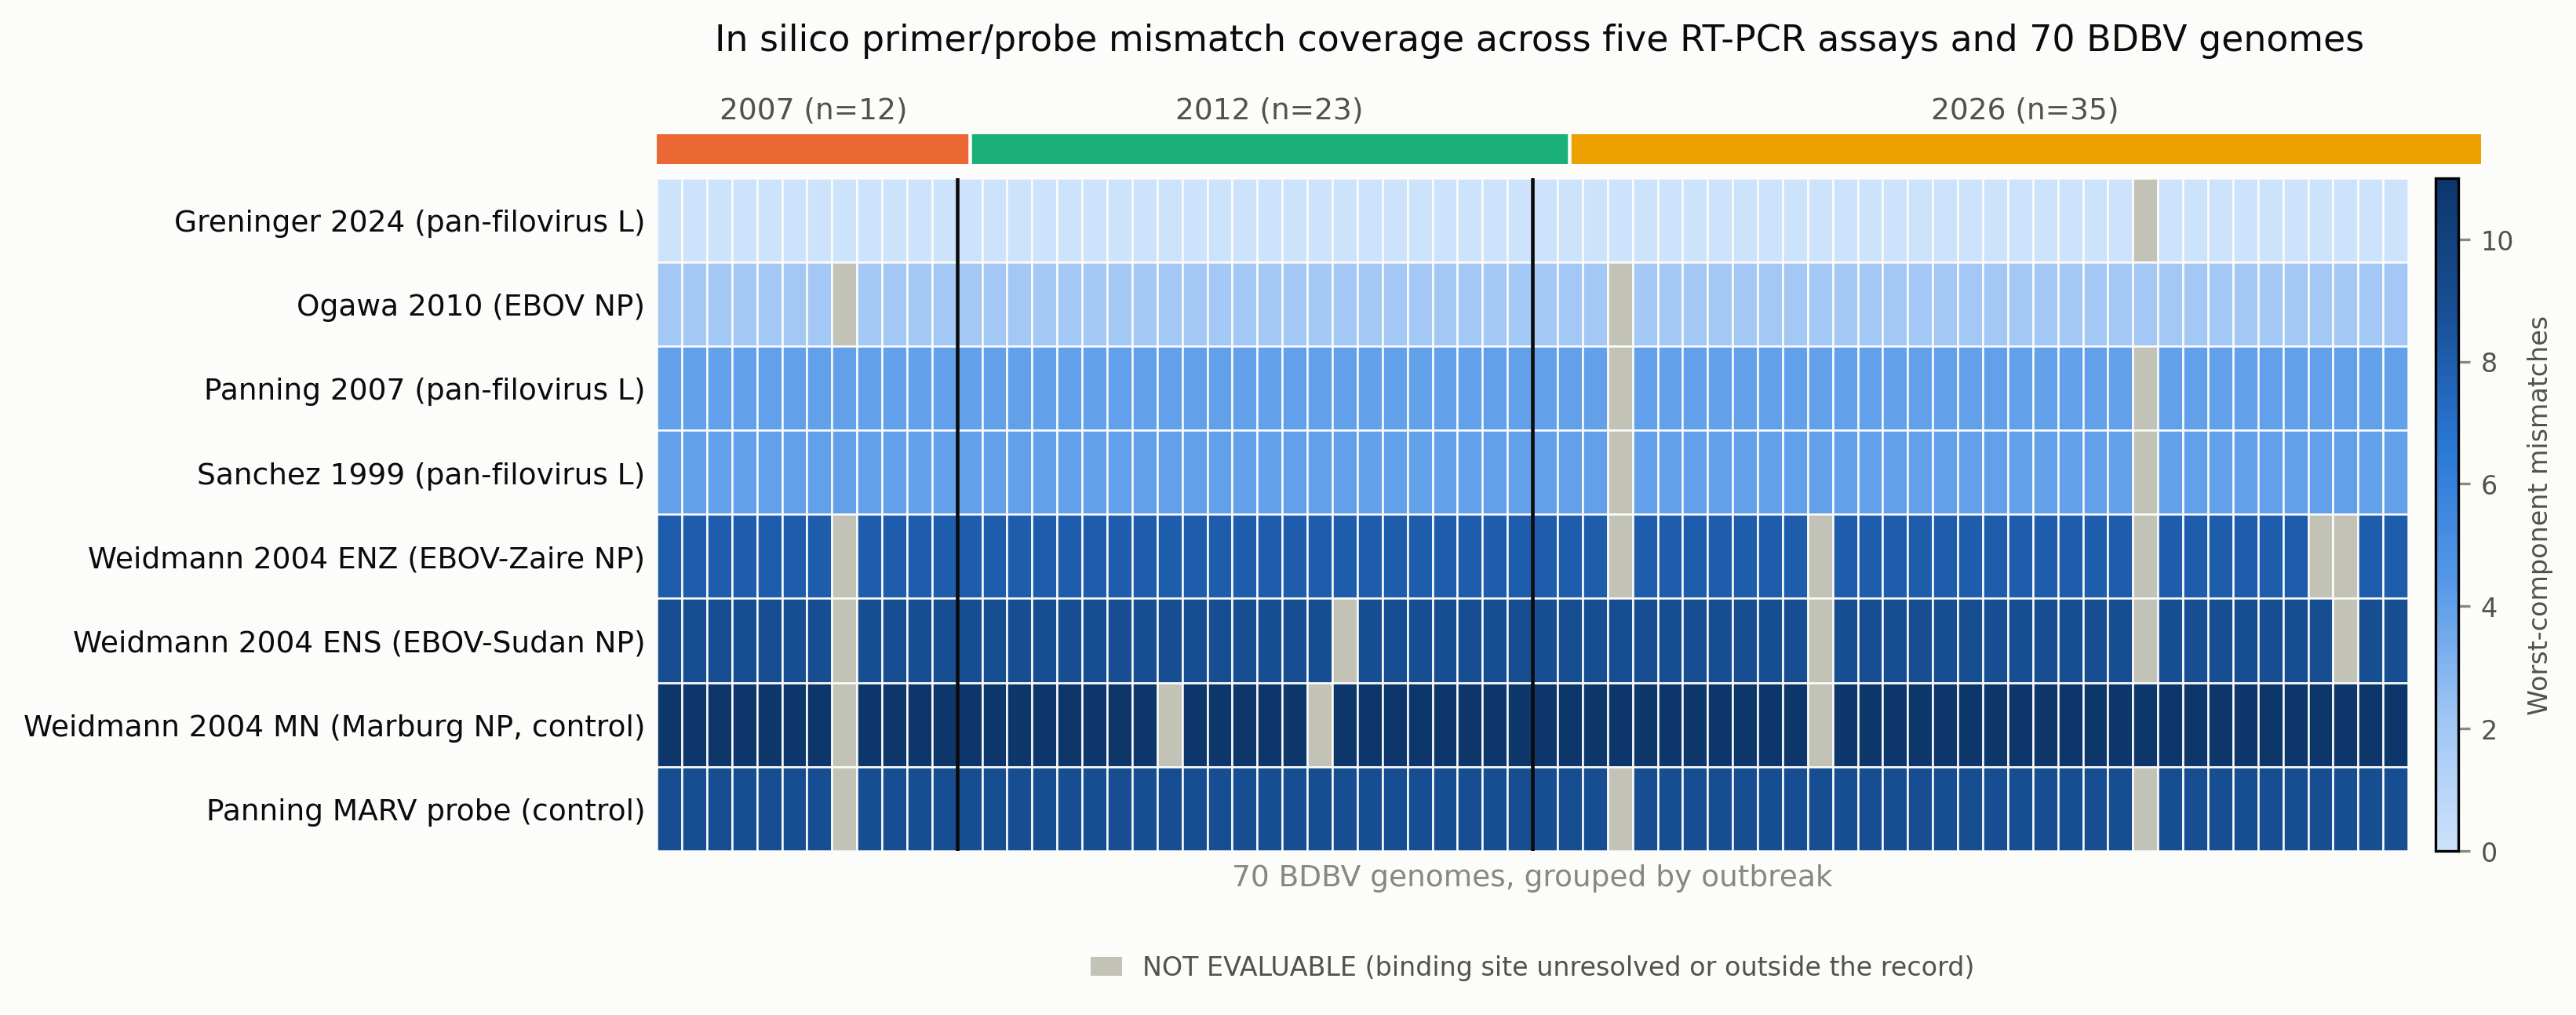 In silico primer/probe mismatch coverage across five RT-PCR assays and 70 BDBV genomes
2007 (n=12)
2012 (n=23)
2026 (n=35)
Greninger 2024 (pan-filovirus L)
Ogawa 2010 (EBOV NP)
Panning 2007 (pan-filovirus L)
Sanchez 1999 (pan-filovirus L)
Weidmann 2004 ENZ (EBOV-Zaire NP)
Weidmann 2004 ENS (EBOV-Sudan NP)
Weidmann 2004 MN (Marburg NP, control)
Panning MARV probe (control)
10
8
6
4
2
0
Worst-component mismatches
70 BDBV genomes, grouped by outbreak
NOT EVALUABLE (binding site unresolved or outside the record)